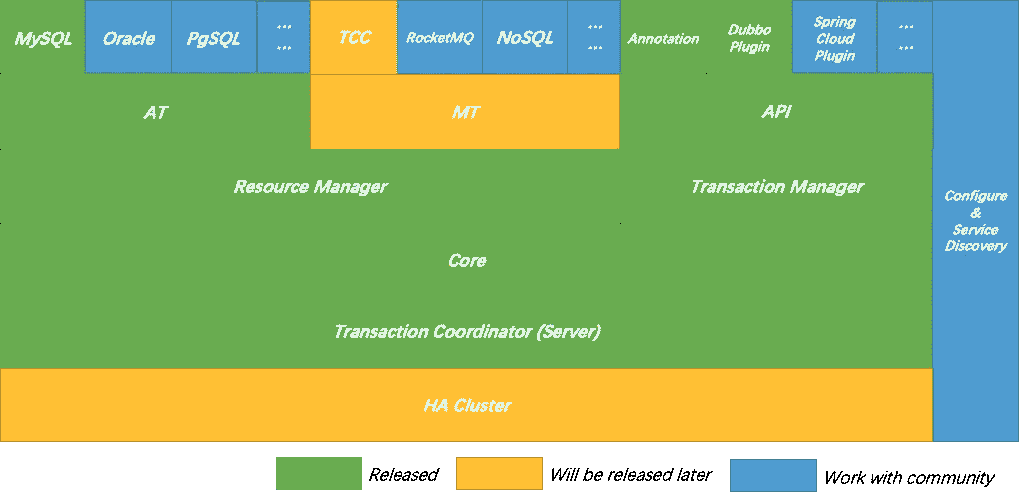 MySQL
Oracle
PgSQL
...
...
TCC
RocketMQ
NoSQL
...
...
Annotation
Dubbo
Plugin
Spring
Cloud
Plugin
...
...
AT
MT
API
Resource Manager
Transaction Manager
Configure
&
Service
Discovery
Core
Transaction Coordinator (Server)
HA Cluster
Released
Will be released later
Work with community